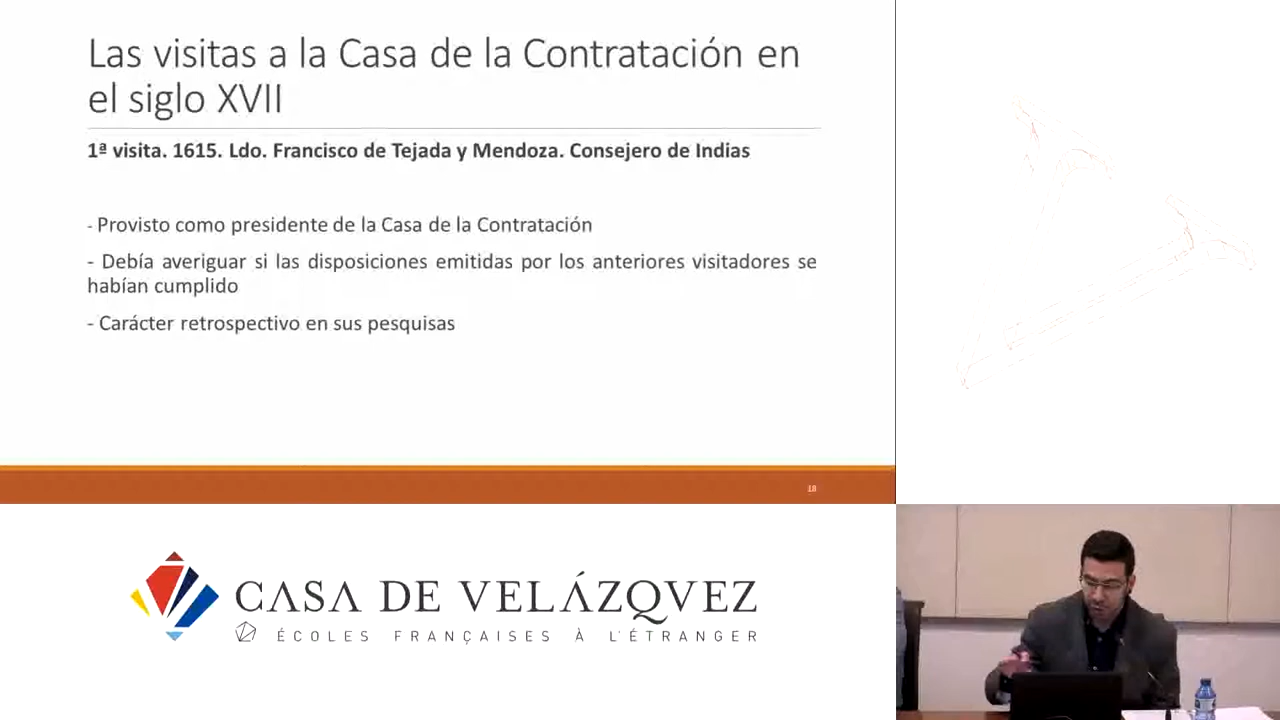 Las visitas a la Casa de la Contratación en
el siglo XVII
1ª visita. 1615. Ldo. Francisco de Tejada y Mendoza. Consejero de Indias
- Provisto como presidente de la Casa de la Contratación
- Debía averiguar si las disposiciones emitidas por los anteriores visitadores se
habían cumplido
- Carácter retrospectivo en sus pesquisas
18
CASA DE VELÁZQVEZ
ÉCOLES FRANÇAISES À L'ÉTRANGER